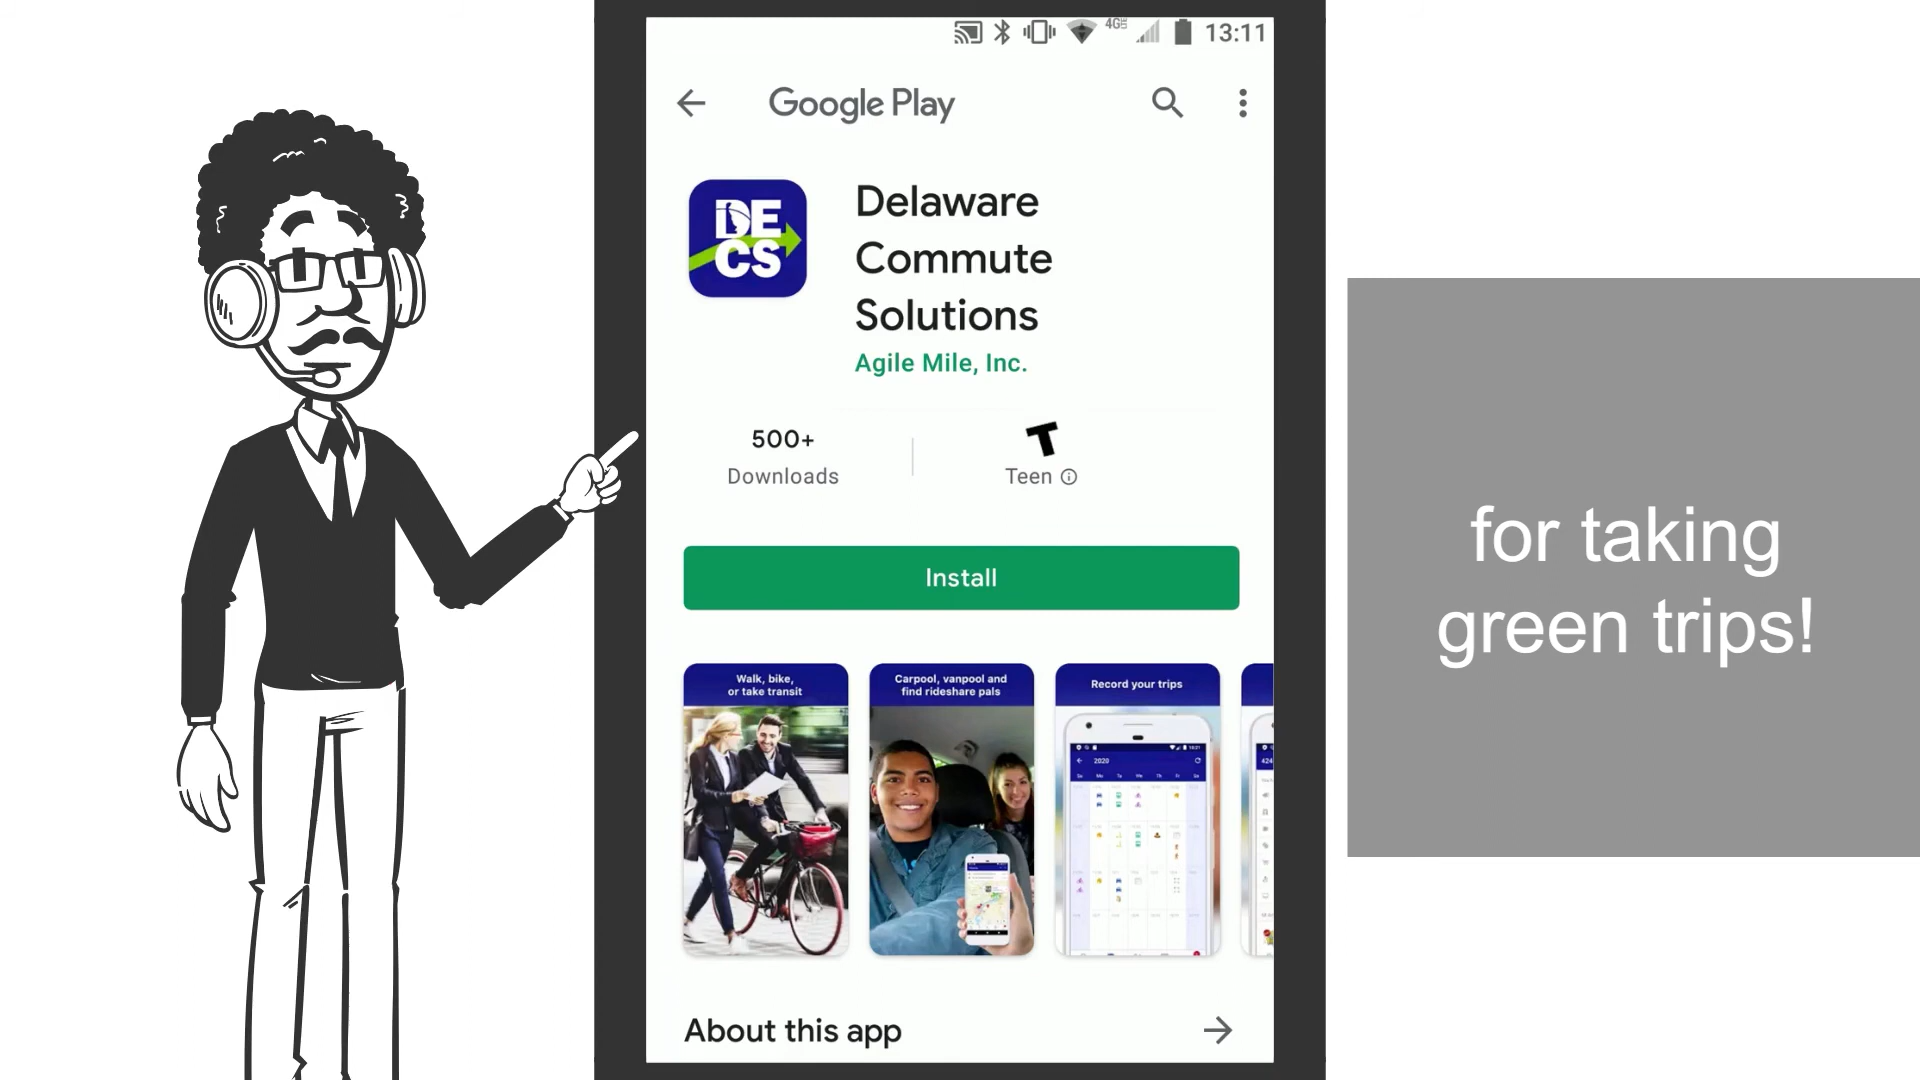 4G
13:11
Google Play
DE
CS
Delaware
Commute
Solutions
Agile Mile, Inc.
500+
Downloads
T
Teen
Install
Walk, bike,
or take transit
Carpool, vanpool and
find rideshare pals
Record your trips
2020
424
About this app
for taking
green trips!